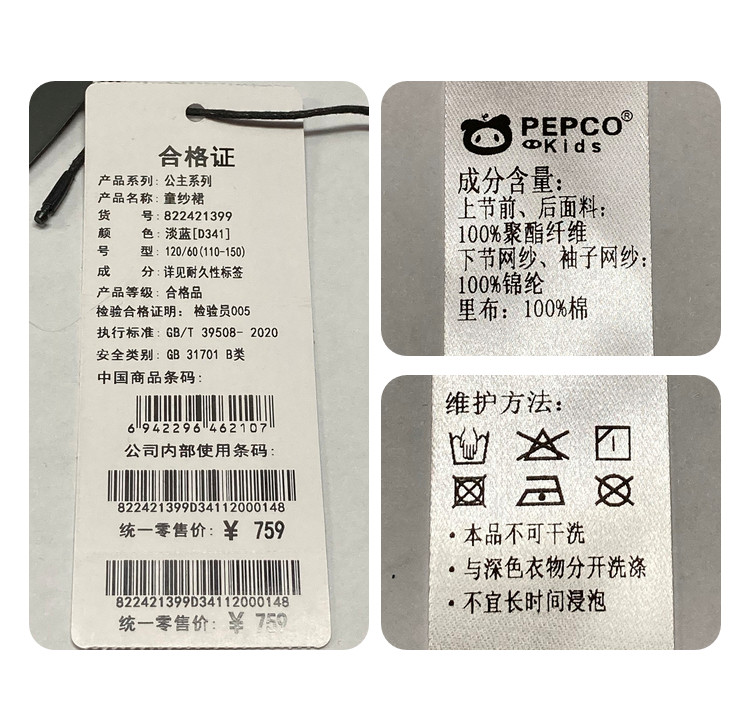 合格证
产品系列: 公主系列
产品名称: 童纱裙
货 号: 822421399
颜 色: 淡蓝[D341]
号 型: 120/60(110-150)
成 分: 详见耐久性标签
产品等级: 合格品
检验合格证明: 检验员005
执行标准: GB/T 39508- 2020
安全类别: GB 31701 B类
中国商品条码:
6 942296 462107
公司内部使用条码:
822421399D34112000148
统一零售价: ¥ 759
822421399D34112000148
统一零售价: ¥ 759
PEPCO®
Kids
成分含量:
上节前、后面料:
100%聚酯纤维
下节网纱、袖子网纱:
100%锦纶
里布: 100%棉
维护方法:
·本品不可干洗
·与深色衣物分开洗涤
·不宜长时间浸泡